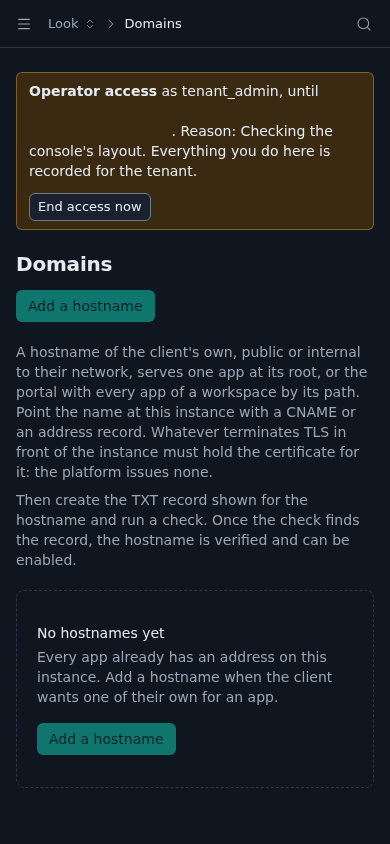 Look Domains
Operator access as tenant_admin, until
. Reason: Checking the
console's layout. Everything you do here is
recorded for the tenant.
End access now
Domains
Add a hostname
A hostname of the client's own, public or internal
to their network, serves one app at its root, or the
portal with every app of a workspace by its path.
Point the name at this instance with a CNAME or
an address record. Whatever terminates TLS in
front of the instance must hold the certificate for
it: the platform issues none.
Then create the TXT record shown for the
hostname and run a check. Once the check finds
the record, the hostname is verified and can be
enabled.
No hostnames yet
Every app already has an address on this
instance. Add a hostname when the client
wants one of their own for an app.
Add a hostname